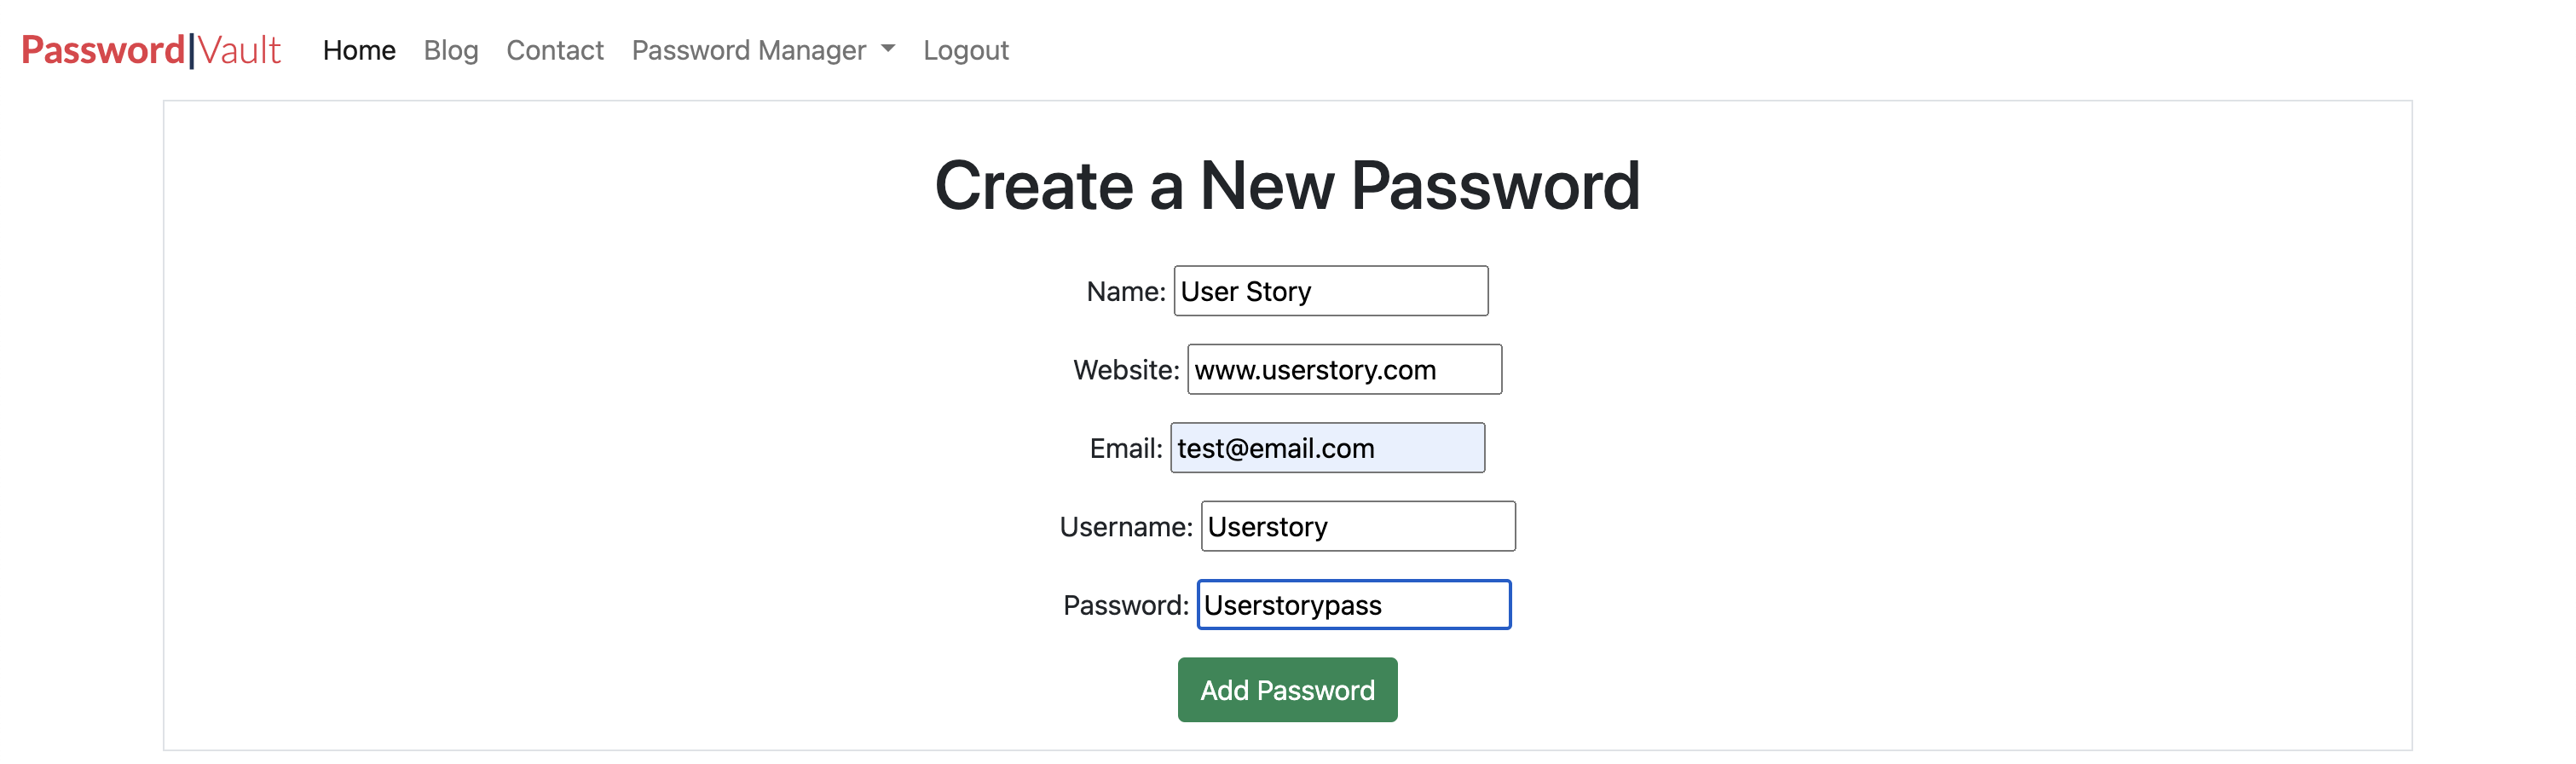 Password|Vault Home Blog Contact Password Manager Logout
Create a New Password
Name: User Story
Website: www.userstory.com
Email: test@email.com
Username: Userstory
Password: Userstorypass
Add Password